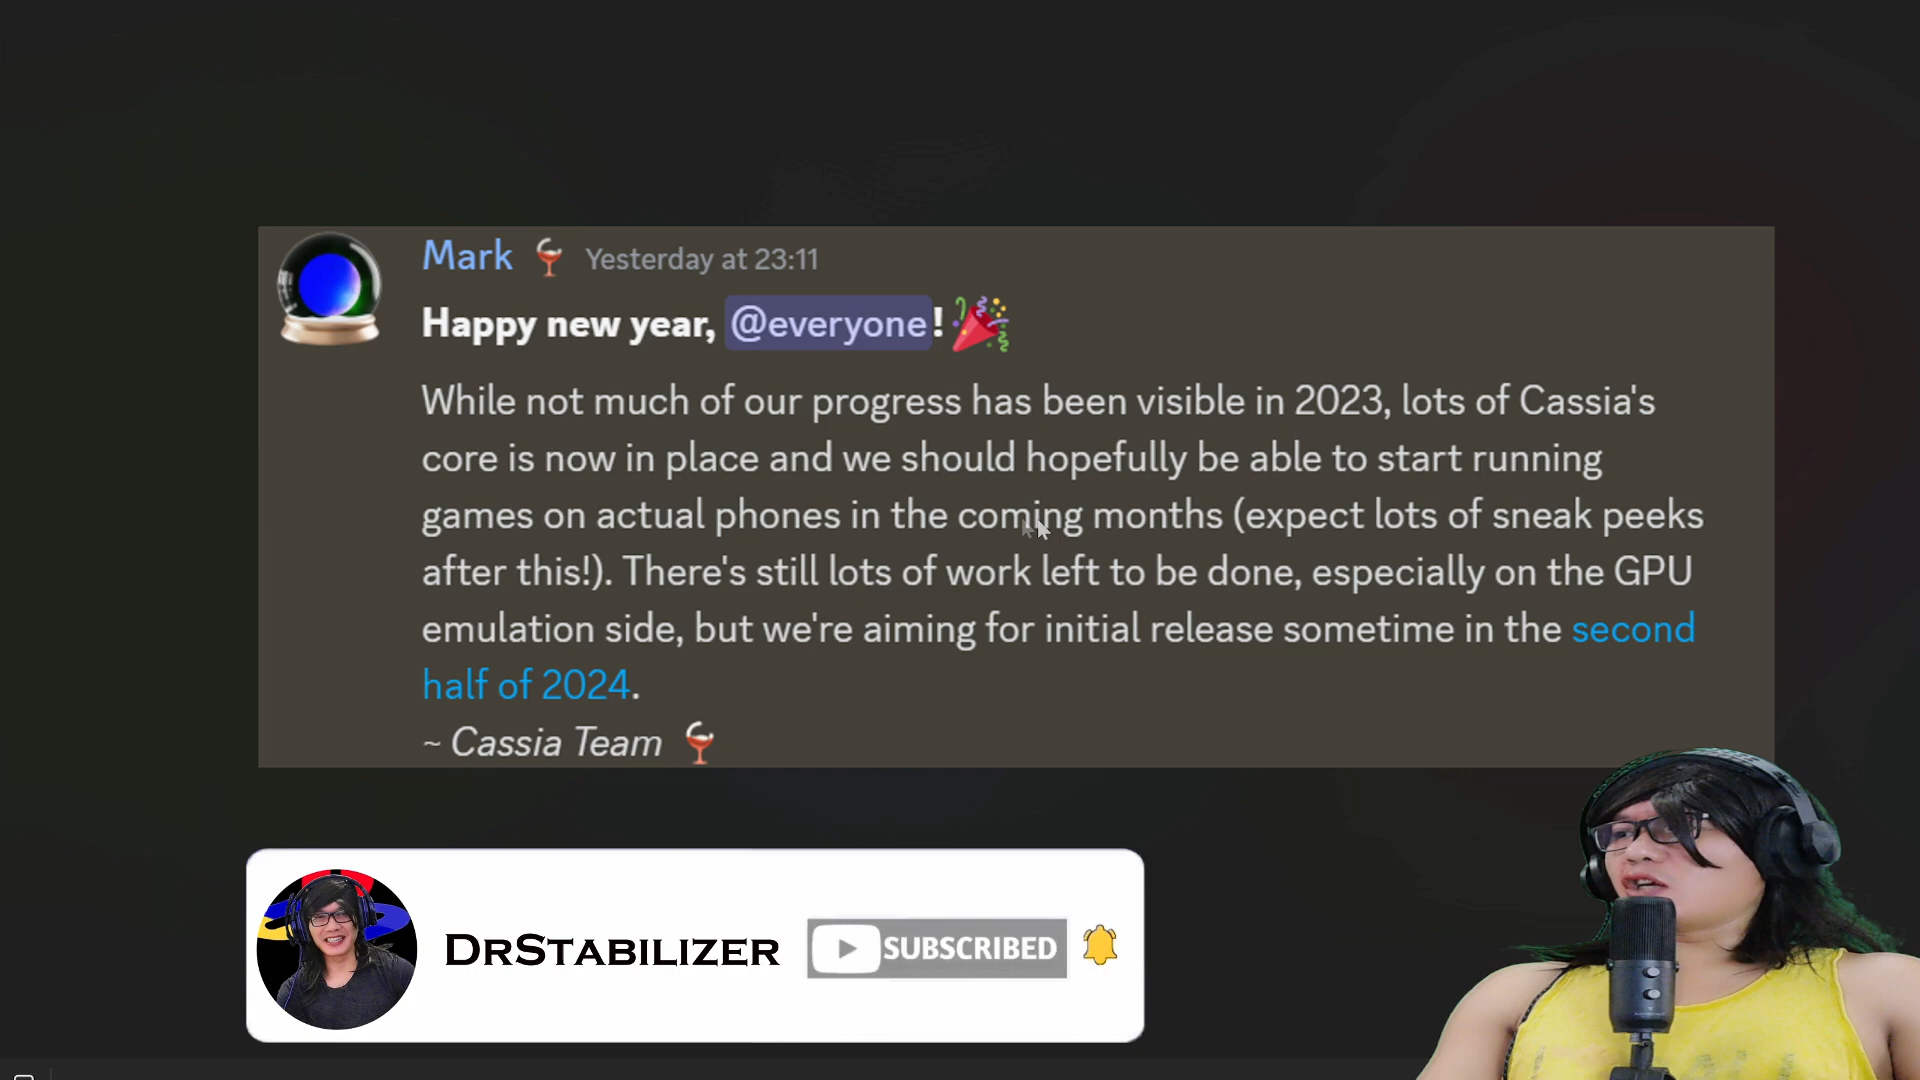 Mark Yesterday at 23:11
Happy new year, @everyone!
While not much of our progress has been visible in 2023, lots of Cassia's
core is now in place and we should hopefully be able to start running
games on actual phones in the coming months (expect lots of sneak peeks
after this!). There's still lots of work left to be done, especially on the GPU
emulation side, but we're aiming for initial release sometime in the second
half of 2024.
~ Cassia Team
DRSTABILIZER SUBSCRIBED